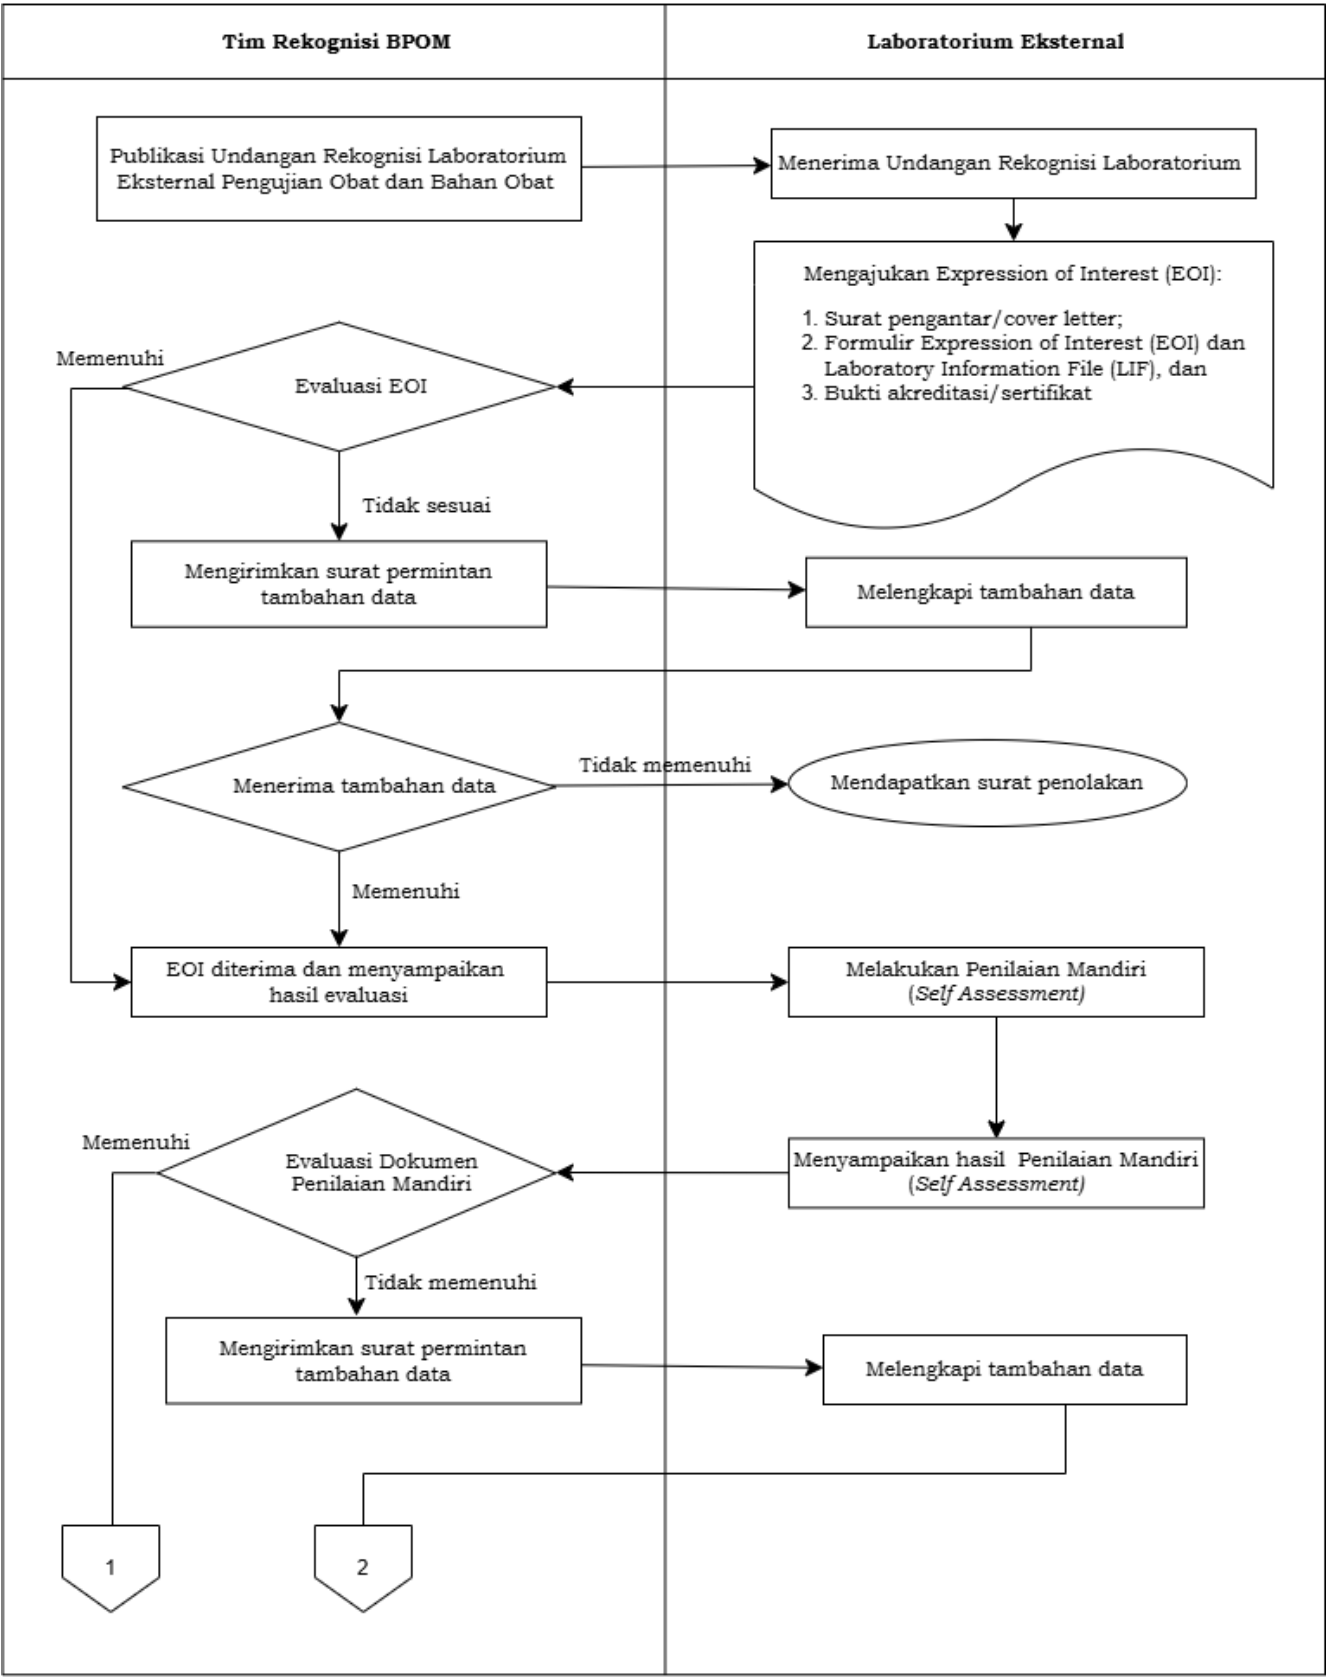 Tim Rekognisi BPOM
Laboratorium Eksternal
Publikasi Undangan Rekognisi Laboratorium
Eksternal Pengujian Obat dan Bahan Obat
Menerima Undangan Rekognisi Laboratorium
Mengajukan Expression of Interest (EOI):
1. Surat pengantar/cover letter;
2. Formulir Expression of Interest (EOI) dan
Laboratory Information File (LIF), dan
3. Bukti akreditasi/sertifikat
Memenuhi
Evaluasi EOI
Tidak sesuai
Mengirimkan surat permintan
tambahan data
Melengkapi tambahan data
Menerima tambahan data
Tidak memenuhi
Mendapatkan surat penolakan
Memenuhi
EOI diterima dan menyampaikan
hasil evaluasi
Melakukan Penilaian Mandiri
(Self Assessment)
Memenuhi
Evaluasi Dokumen
Penilaian Mandiri
Menyampaikan hasil  Penilaian Mandiri
(Self Assessment)
Tidak memenuhi
Mengirimkan surat permintan
tambahan data
Melengkapi tambahan data
1
2